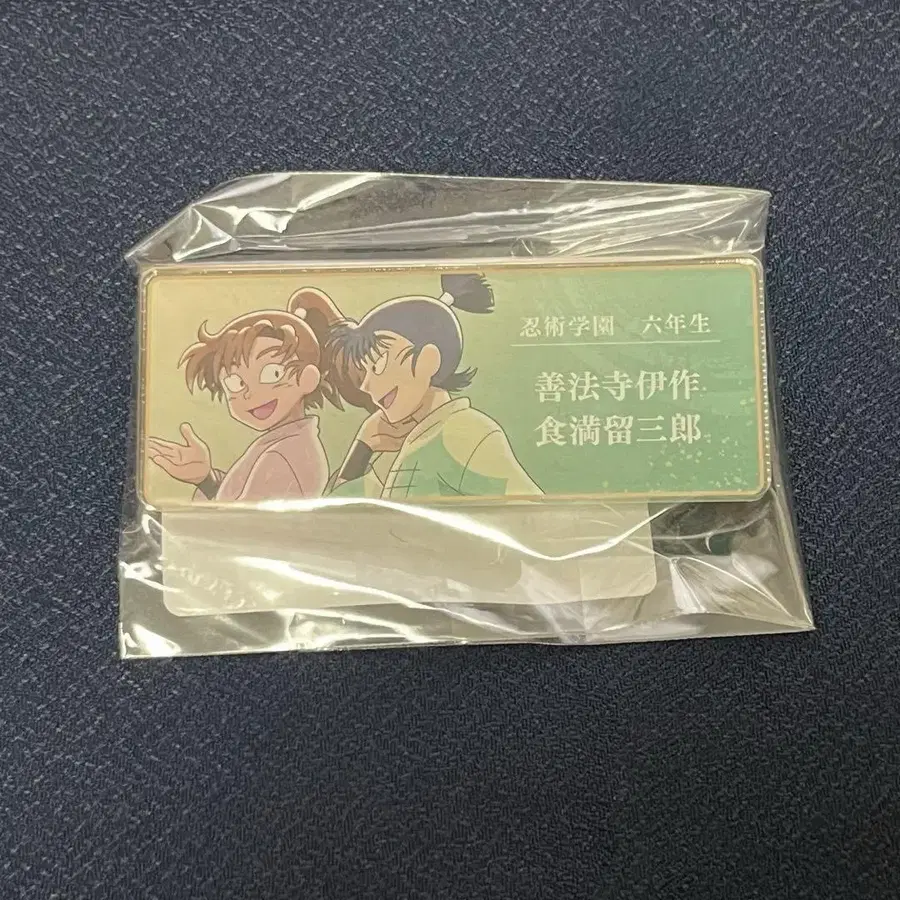 忍術学園 六年生
善法寺伊作
食満留三郎